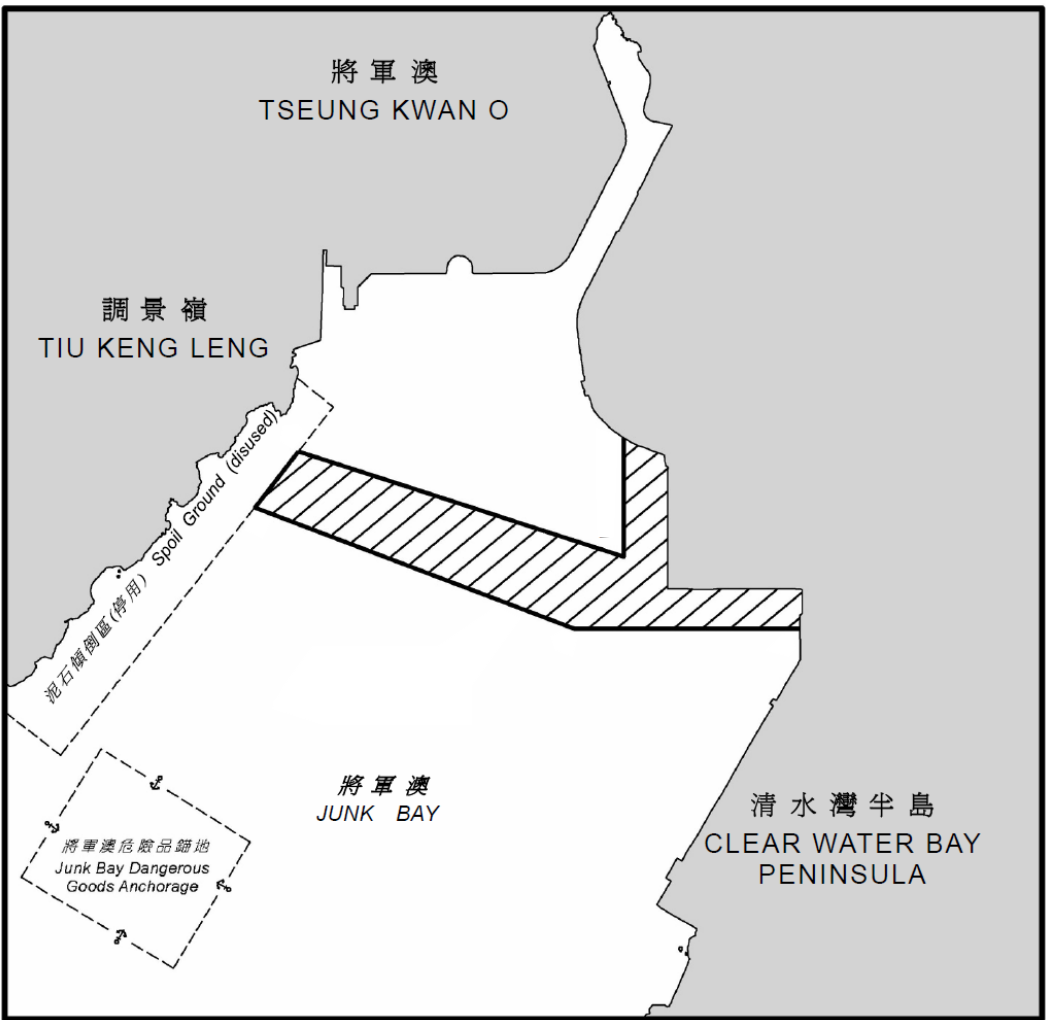 將軍澳
TSEUNG KWAN O
調景嶺
TIU KENG LENG
泥石傾倒區(停用) Spoil Ground (disused)
將軍澳
JUNK BAY
將軍澳危險品錨地
Junk Bay Dangerous
Goods Anchorage
清水灣半島
CLEAR WATER BAY
PENINSULA